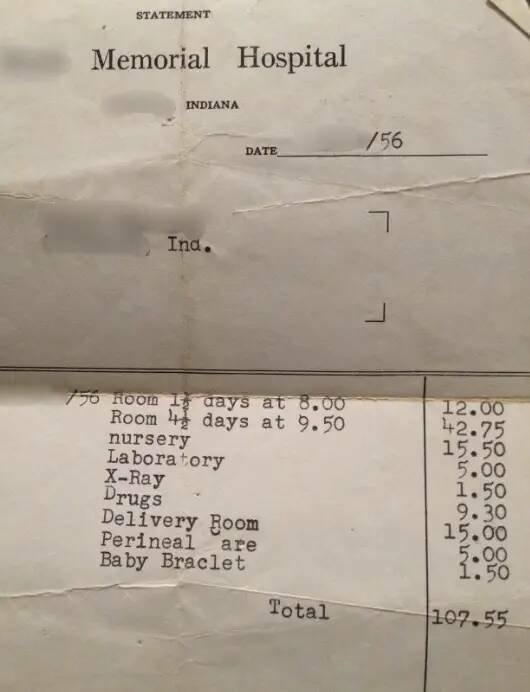 STATEMENT
Memorial Hospital
INDIANA
DATE /56
Ind.
/56 Room 1½ days at 8.00 12.00
Room 4½ days at 9.50 42.75
nursery 15.50
Laboratory 5.00
X-Ray 1.50
Drugs 9.30
Delivery Room 15.00
Perineal are 5.00
Baby Braclet 1.50
Total 107.55